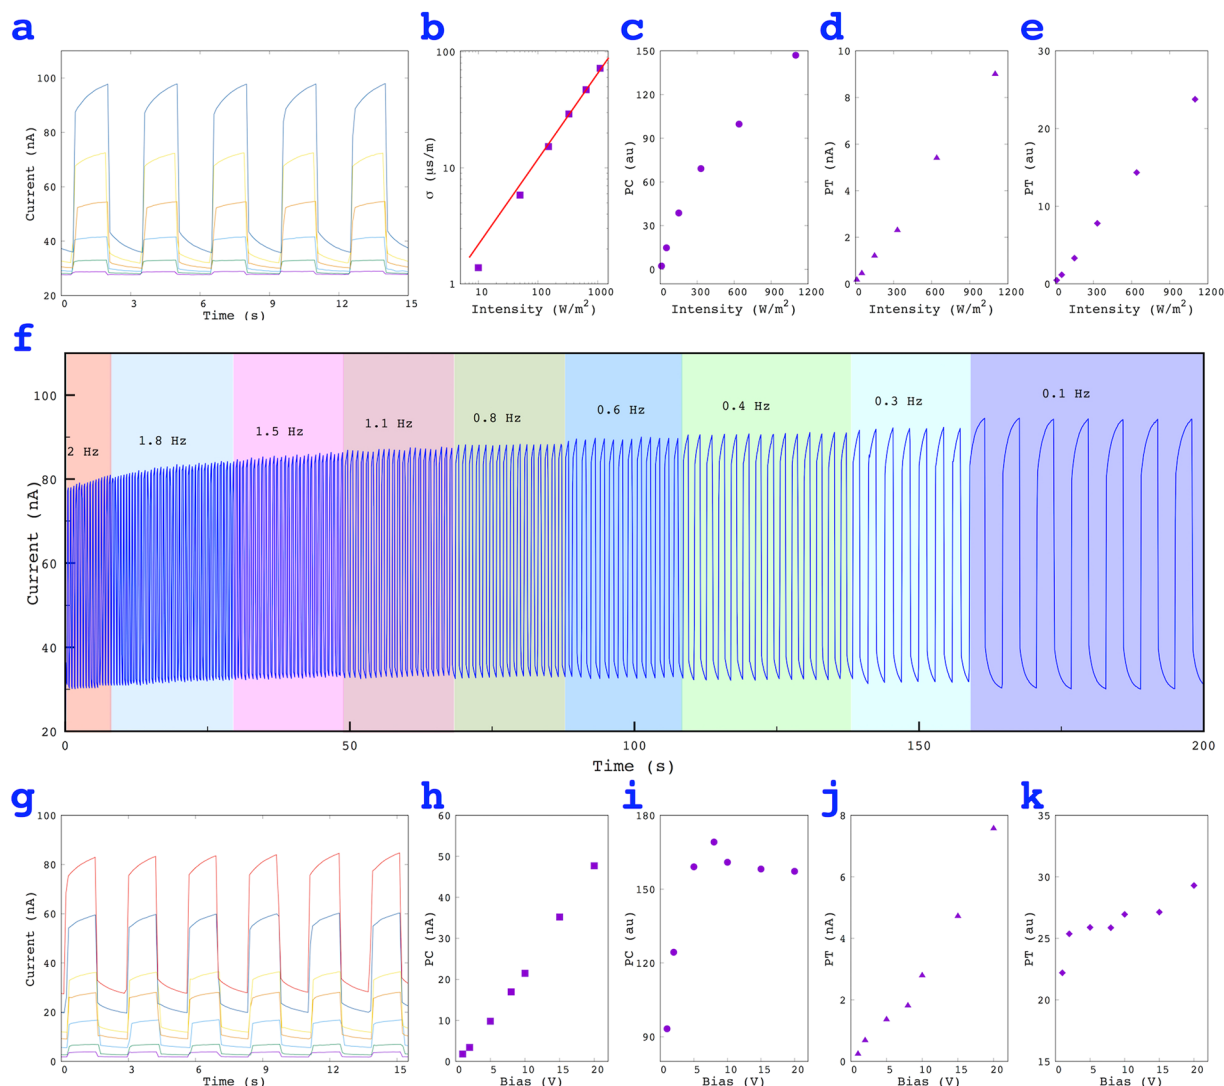 a
b
c
d
e
100
80
60
40
20
Current (nA)
0
3
6
9
12
15
Time (s)
100
10
1
σ (μs/m)
10
100
1000
Intensity (W/m²)
150
120
90
60
30
0
PC (au)
0
300
600
900
1200
Intensity (W/m²)
10
8
6
4
2
0
PT (nA)
0
300
600
900
1200
Intensity (W/m²)
30
20
10
0
PT (au)
0
300
600
900
1200
Intensity (W/m²)
f
100
80
60
40
20
Current (nA)
2 Hz
1.8 Hz
1.5 Hz
1.1 Hz
0.8 Hz
0.6 Hz
0.4 Hz
0.3 Hz
0.1 Hz
0
50
100
150
200
Time (s)
g
h
i
j
k
100
80
60
40
20
0
Current (nA)
0
3
6
9
12
15
Time (s)
60
50
40
30
20
10
0
PC (nA)
0
5
10
15
20
Bias (V)
180
150
120
90
PC (au)
0
5
10
15
20
Bias (V)
8
6
4
2
0
PT (nA)
0
5
10
15
20
Bias (V)
35
30
25
20
15
PT (au)
0
5
10
15
20
Bias (V)